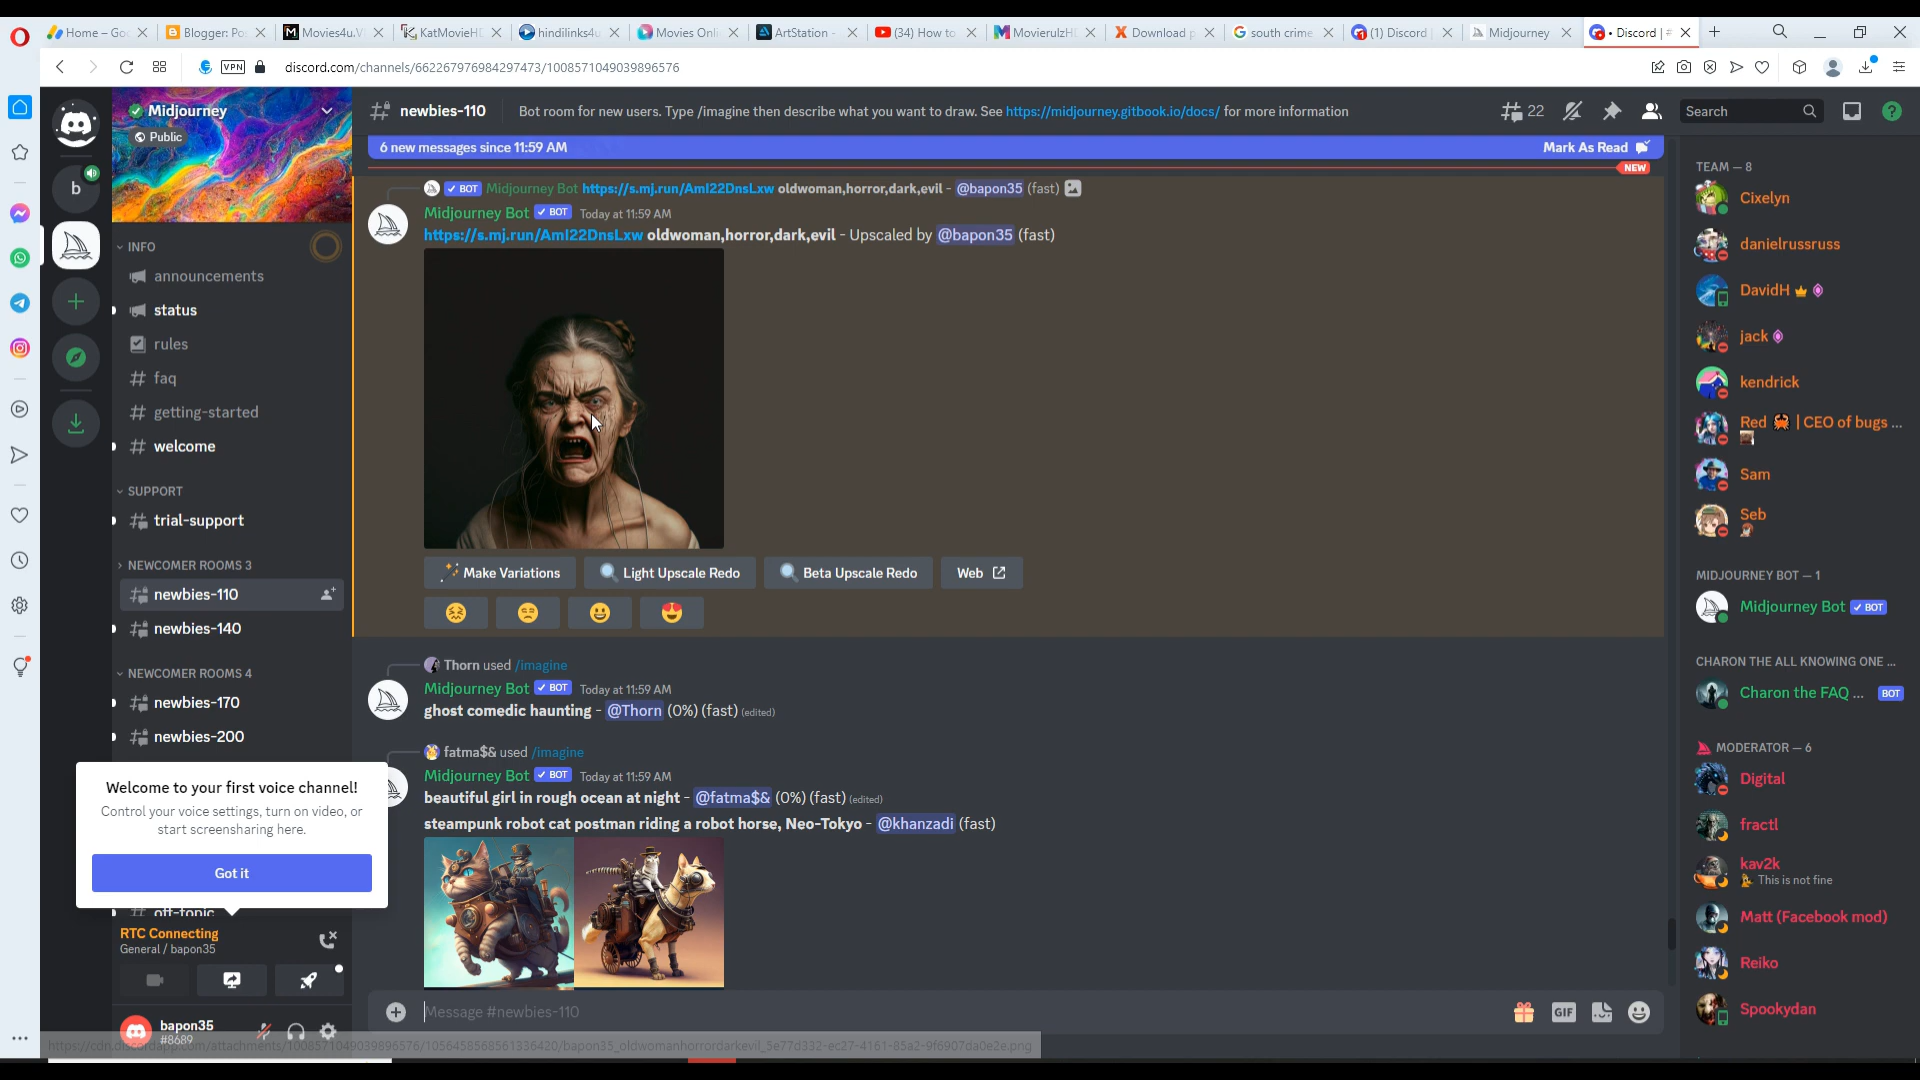 Home – Goo
Blogger: Pos
Movies4u.V
KatMovieHD
hindilinks4u
Movies Onli
ArtStation -
(34) How to
MovierulzHD
Download p
south crime
(1) Discord |
Midjourney
• Discord | #
VPN
discord.com/channels/662267976984297473/1008571049039896576
Midjourney
Public
b
INFO
announcements
status
rules
faq
getting-started
welcome
SUPPORT
trial-support
NEWCOMER ROOMS 3
newbies-110
newbies-140
NEWCOMER ROOMS 4
newbies-170
newbies-200
Welcome to your first voice channel!
Control your voice settings, turn on video, or
start screensharing here.
Got it
off-topic
RTC Connecting
General / bapon35
bapon35
#8689
newbies-110
Bot room for new users. Type /imagine then describe what you want to draw. See https://midjourney.gitbook.io/docs/ for more information
22
Search
6 new messages since 11:59 AM
Mark As Read
NEW
BOT Midjourney Bot https://s.mj.run/AmI22DnsLxw oldwoman,horror,dark,evil - @bapon35 (fast)
Midjourney Bot BOT Today at 11:59 AM
https://s.mj.run/AmI22DnsLxw oldwoman,horror,dark,evil - Upscaled by @bapon35 (fast)
Make Variations
Light Upscale Redo
Beta Upscale Redo
Web
Thorn used /imagine
Midjourney Bot BOT Today at 11:59 AM
ghost comedic haunting - @Thorn (0%) (fast) (edited)
fatma$& used /imagine
Midjourney Bot BOT Today at 11:59 AM
beautiful girl in rough ocean at night - @fatma$& (0%) (fast) (edited)
steampunk robot cat postman riding a robot horse, Neo-Tokyo - @khanzadi (fast)
Message #newbies-110
TEAM — 8
Cixelyn
danielrussruss
DavidH
jack
kendrick
Red | CEO of bugs ...
Sam
Seb
MIDJOURNEY BOT — 1
Midjourney Bot BOT
CHARON THE ALL KNOWING ONE ...
Charon the FAQ ... BOT
MODERATOR — 6
Digital
fractl
kav2k
This is not fine
Matt (Facebook mod)
Reiko
Spookydan